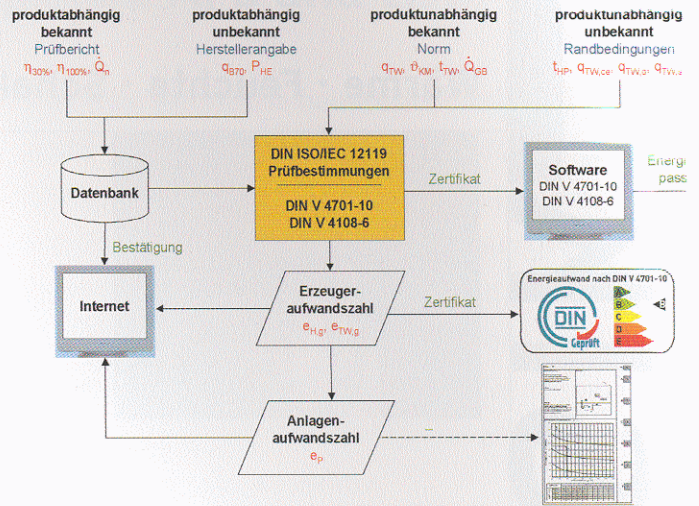 produktabhängig
bekannt
Prüfbericht
η30%, η100%, Q̇n
produktabhängig
unbekannt
Herstellerangabe
qB70, PHE
produktunabhängig
bekannt
Norm
qTW, ϑKM, tTW, Q̇GB
produktunabhängig
unbekannt
Randbedingungen
tHP, qTW,ce, qTW,d, qTW,s
Datenbank
DIN ISO/IEC 12119
Prüfbestimmungen
DIN V 4701-10
DIN V 4108-6
Zertifikat
Software
DIN V 4701-10
DIN V 4108-6
Energi
pass
Bestätigung
Internet
Erzeuger-
aufwandszahl
eH,g, eTW,g
Zertifikat
Energieaufwand nach DIN V 4701-10
DIN
Geprüft
A
B
C
D
E
Anlagen-
aufwandszahl
eP